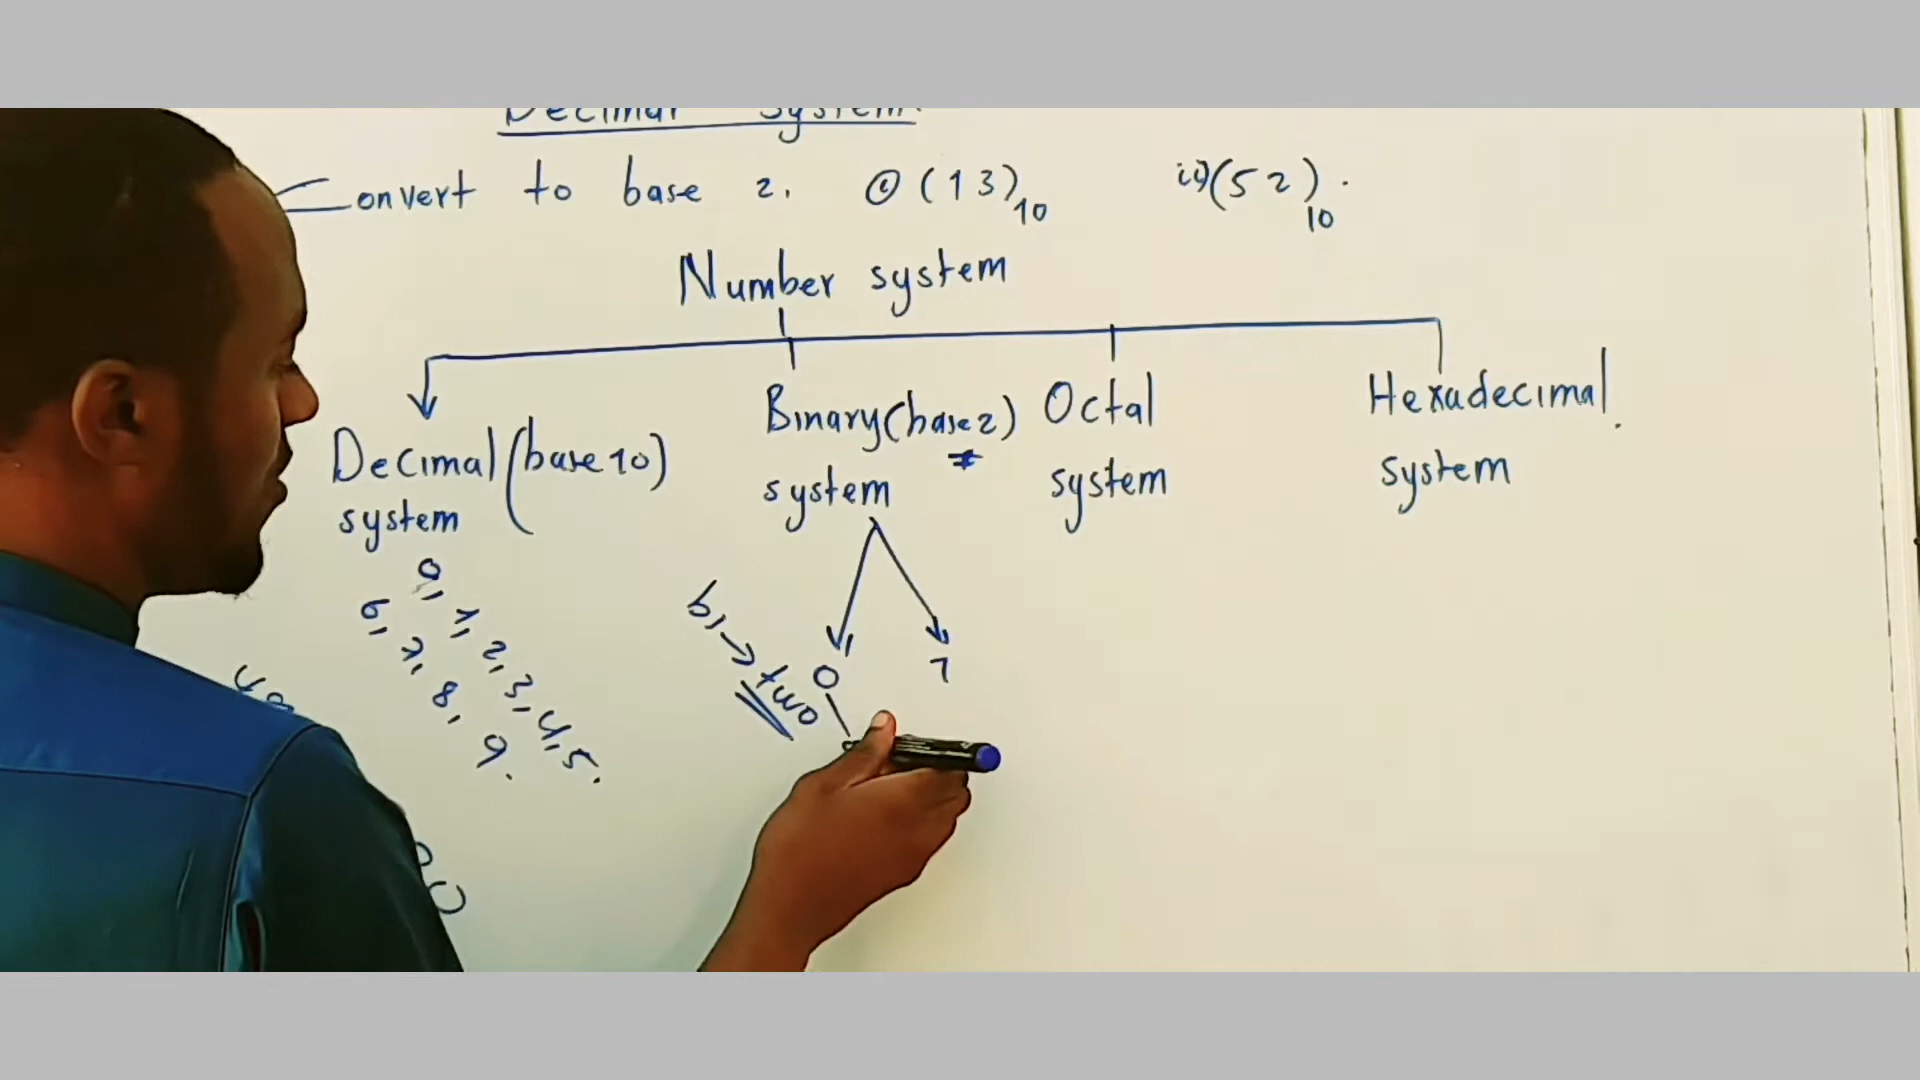 Decimal System
Convert to base 2. (i) (13)10 ii) (52)10.
Number system
Decimal (base 10) system
0, 1, 2, 3, 4, 5.
6, 7, 8, 9.
Binary (base 2) system
bi → two
0 1
Octal system
Hexadecimal system